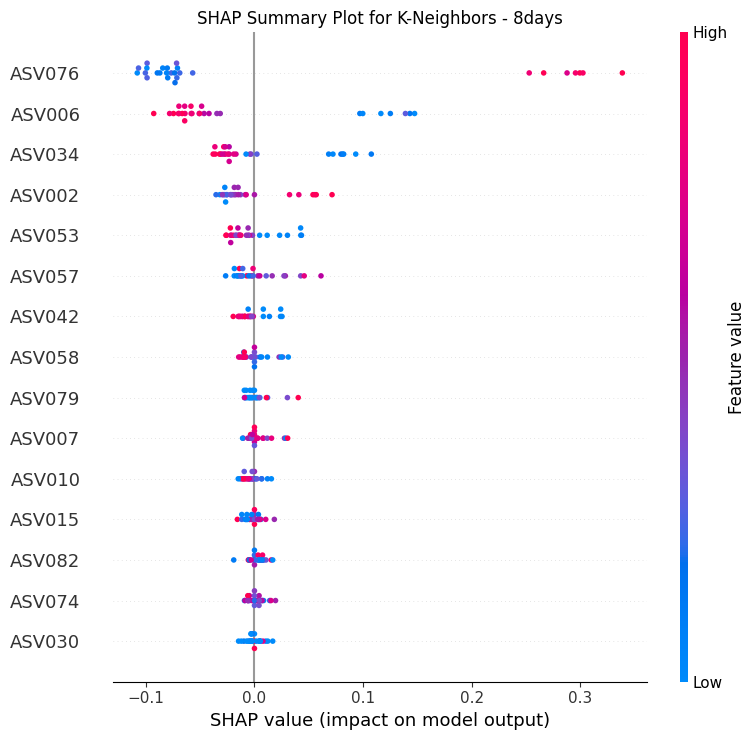 SHAP Summary Plot for K-Neighbors - 8days
High
ASV076
ASV006
ASV034
ASV002
ASV053
ASV057
ASV042
ASV058
ASV079
ASV007
ASV010
ASV015
ASV082
ASV074
ASV030
Feature value
Low
−0.1 0.0 0.1 0.2 0.3
SHAP value (impact on model output)